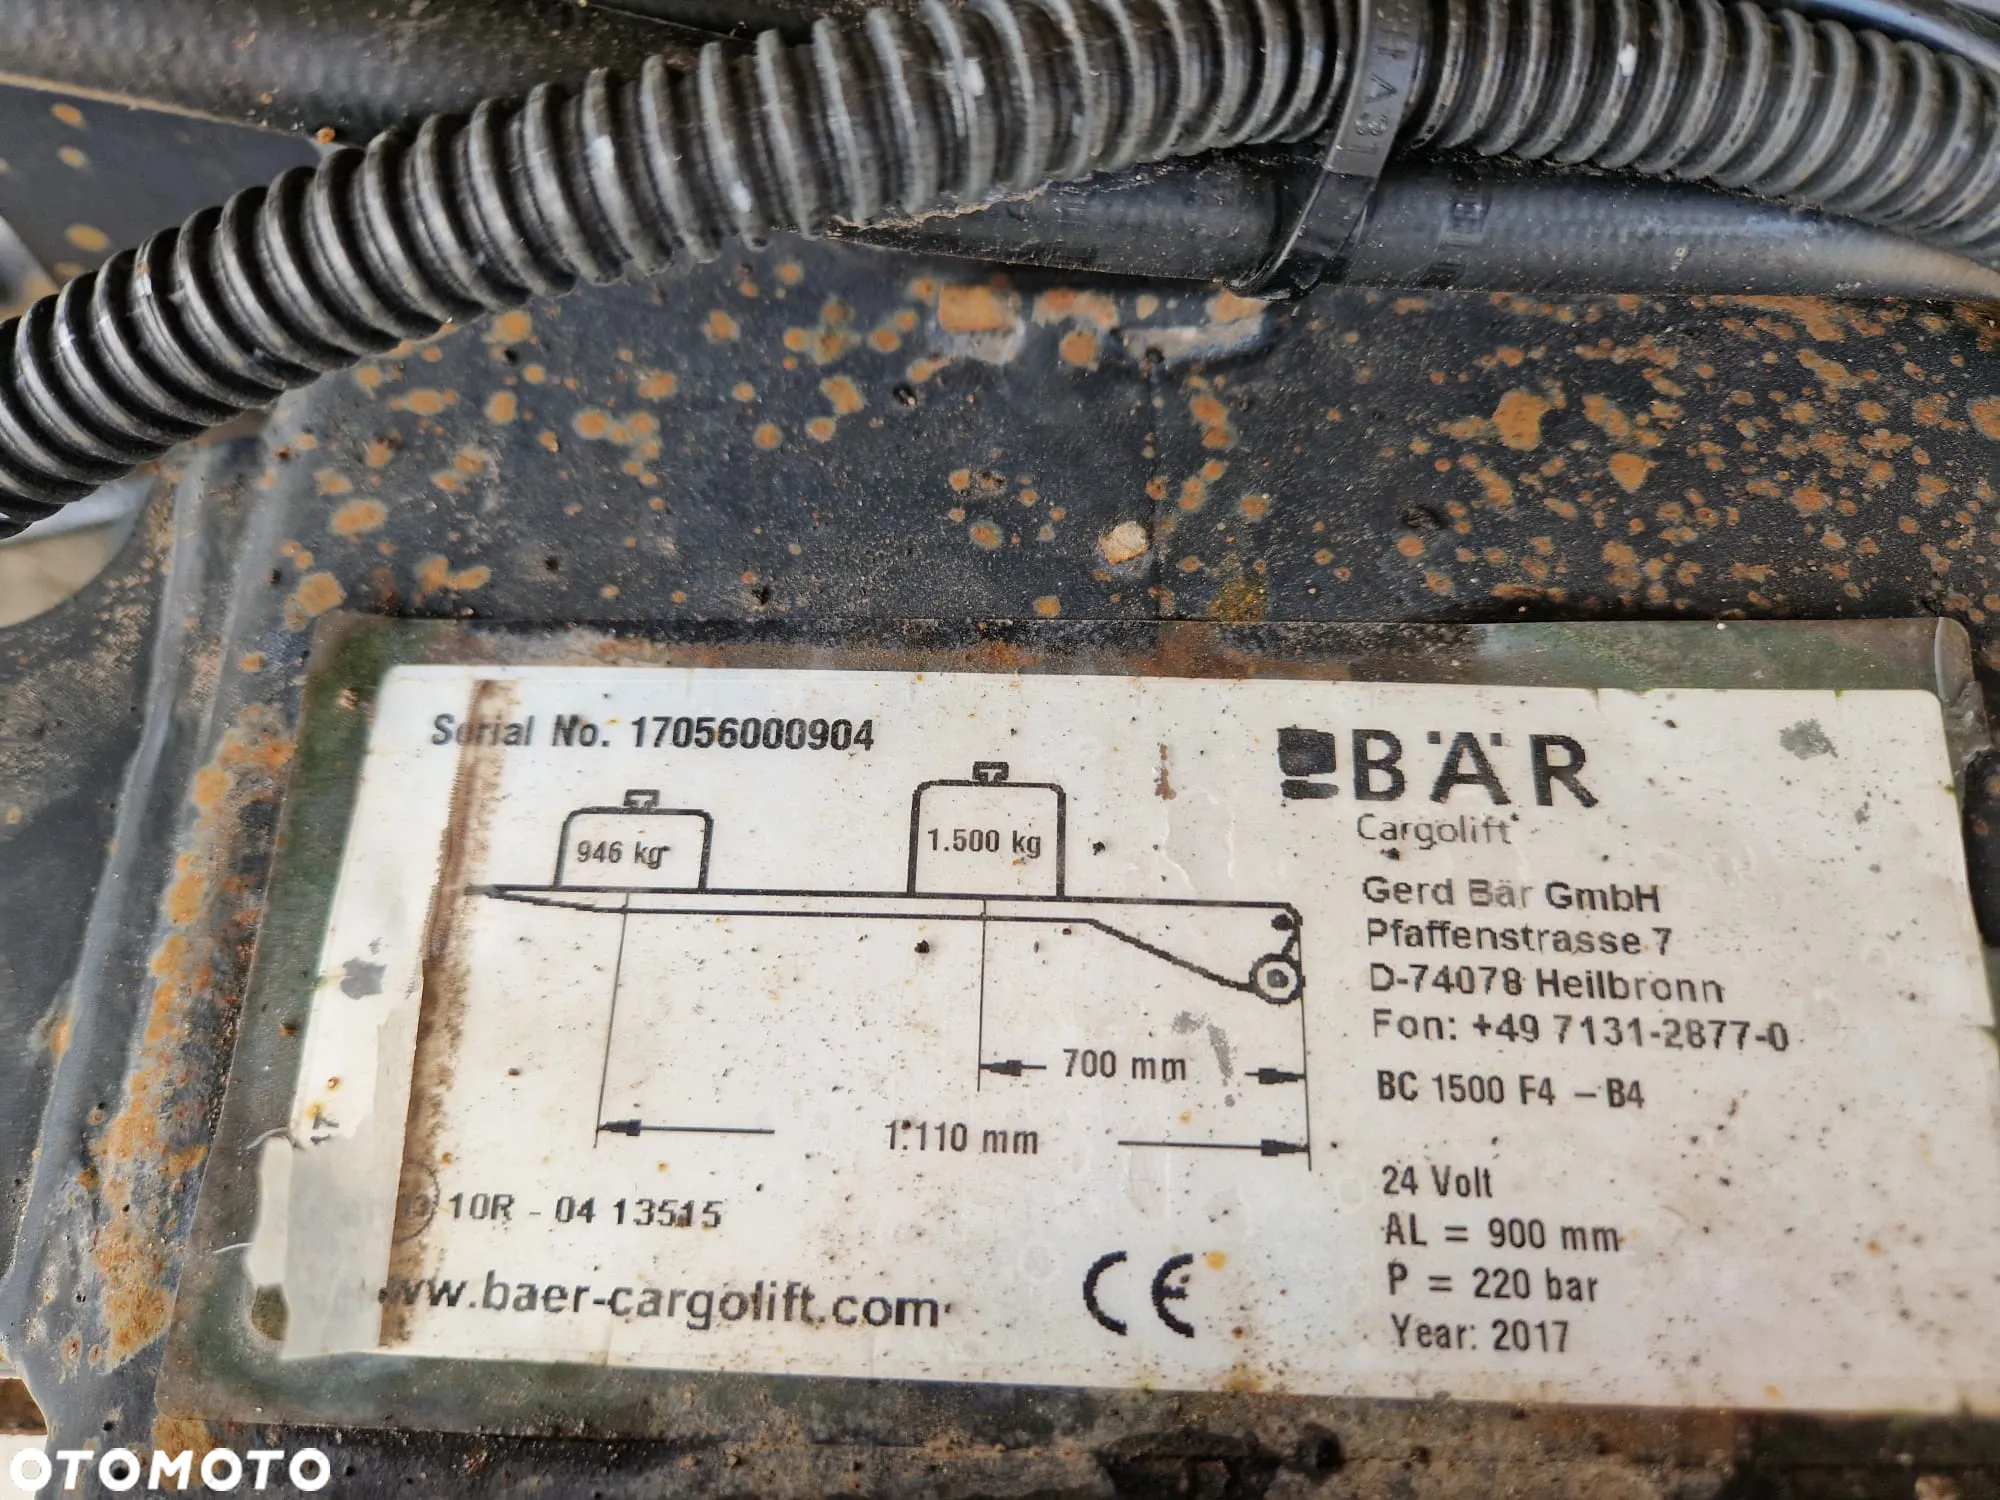 Serial No. 17056000904
BÄR
Cargolift
946 kg
1.500 kg
Gerd Bär GmbH
Pfaffenstrasse 7
D-74078 Heilbronn
Fon: +49 7131-2877-0
700 mm
BC 1500 F4 - B4
1.110 mm
17
24 Volt
10R - 04 13515
AL = 900 mm
P = 220 bar
www.baer-cargolift.com
CE
Year: 2017
OTOMOTO